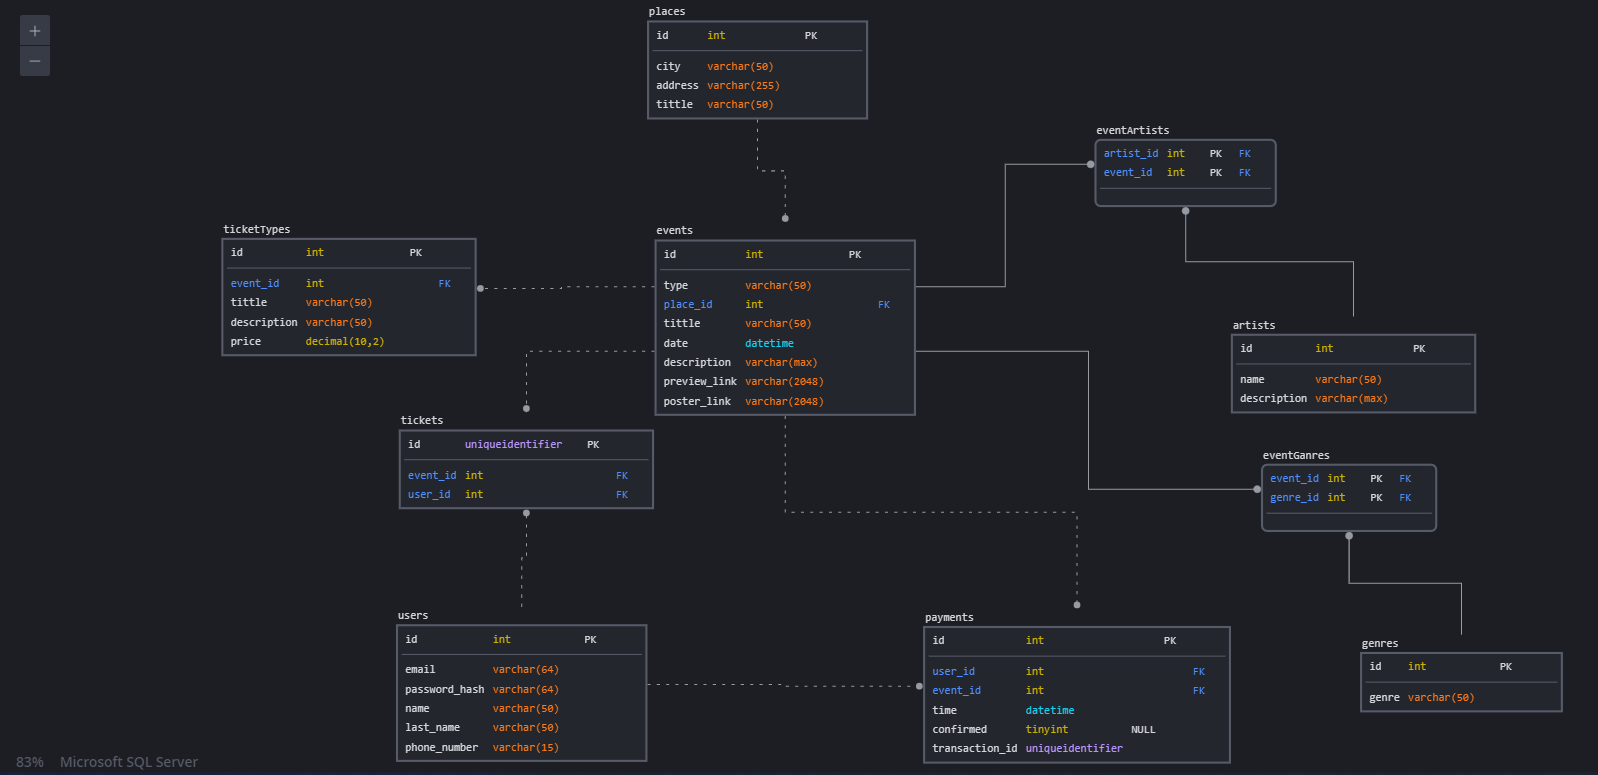 +
−
places
id int PK
city varchar(50)
address varchar(255)
tittle varchar(50)
eventArtists
artist_id int PK FK
event_id int PK FK
ticketTypes
id int PK
event_id int FK
tittle varchar(50)
description varchar(50)
price decimal(10,2)
events
id int PK
type varchar(50)
place_id int FK
tittle varchar(50)
date datetime
description varchar(max)
preview_link varchar(2048)
poster_link varchar(2048)
artists
id int PK
name varchar(50)
description varchar(max)
tickets
id uniqueidentifier PK
event_id int FK
user_id int FK
eventGanres
event_id int PK FK
genre_id int PK FK
users
id int PK
email varchar(64)
password_hash varchar(64)
name varchar(50)
last_name varchar(50)
phone_number varchar(15)
payments
id int PK
user_id int FK
event_id int FK
time datetime
confirmed tinyint NULL
transaction_id uniqueidentifier
genres
id int PK
genre varchar(50)
83% Microsoft SQL Server